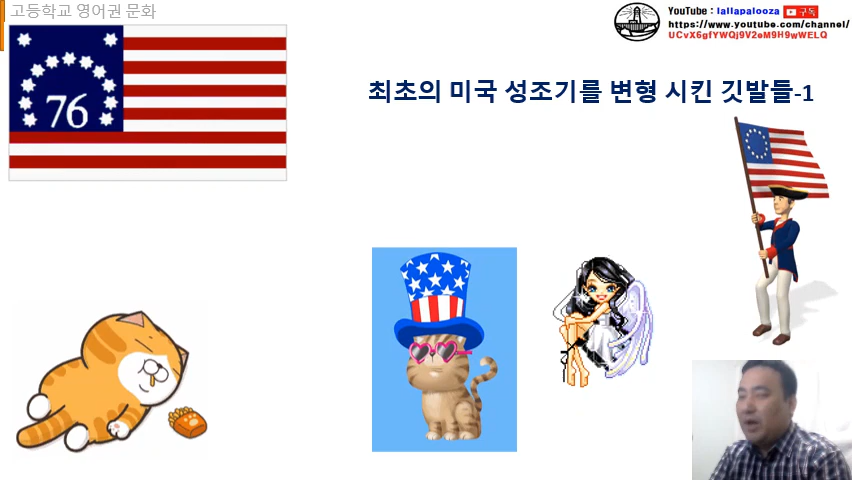 고등학교 영어권 문화
YouTube : lallapalooza 구독
https://www.youtube.com/channel/
UCvX6gfYWQj9V2eM9H9wWELQ
최초의 미국 성조기를 변형 시킨 깃발들-1
76